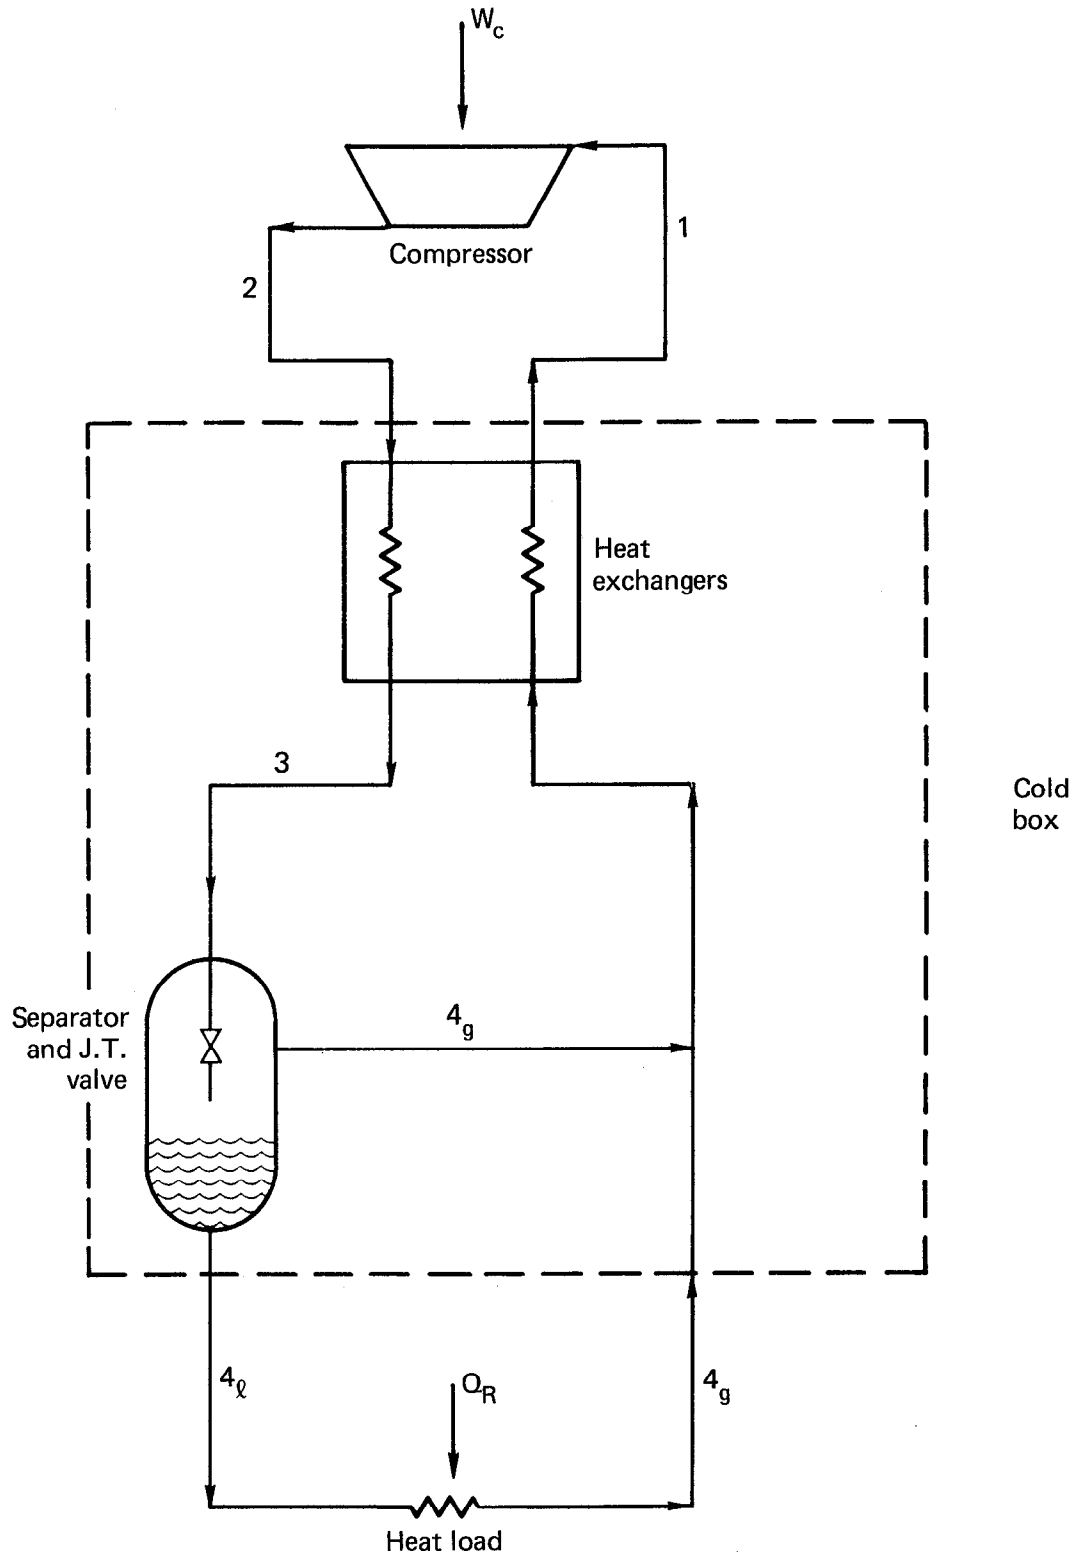 Wc
1
Compressor
2
Heat
exchangers
3
Cold
box
Separator
and J.T.
valve
4g
4ℓ
QR
4g
Heat load